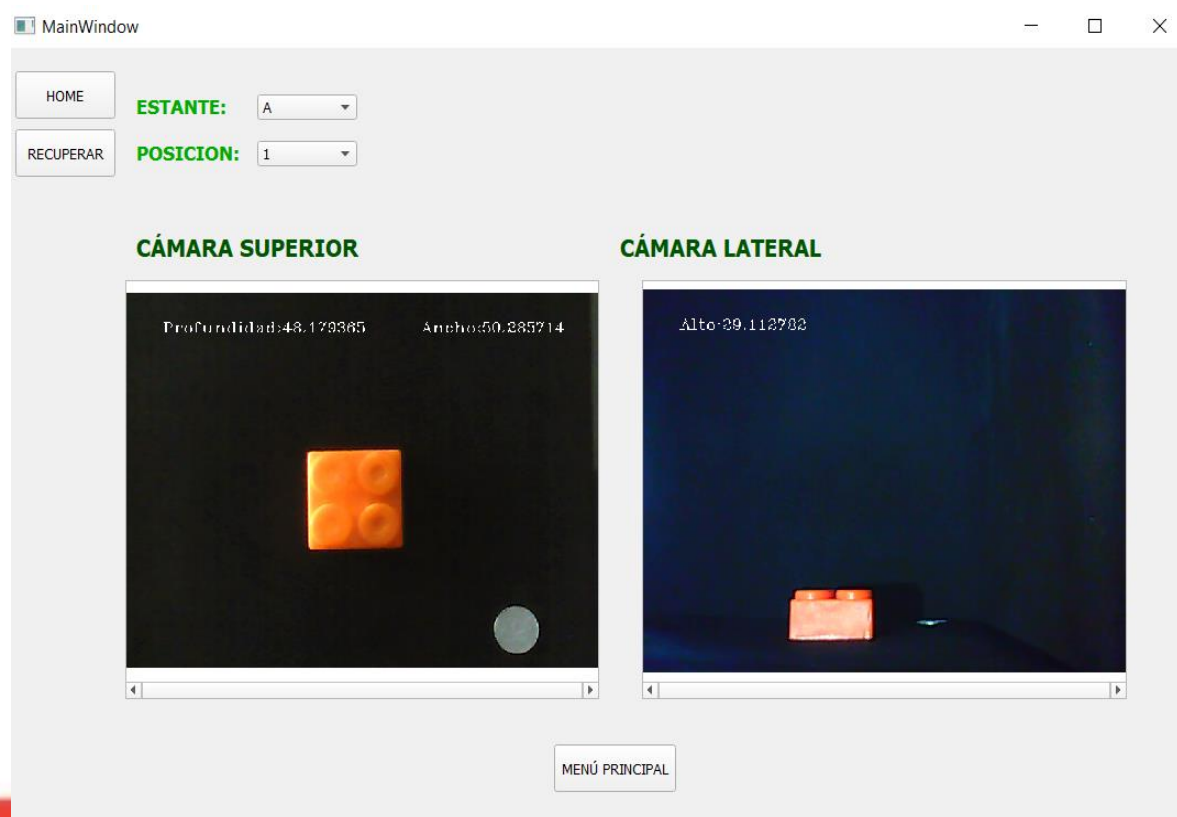 MainWindow
HOME
ESTANTE: A
RECUPERAR
POSICION: 1
CÁMARA SUPERIOR
CÁMARA LATERAL
Profundidad:48.179365 Ancho:50.285714
Alto:29.112782
MENÚ PRINCIPAL